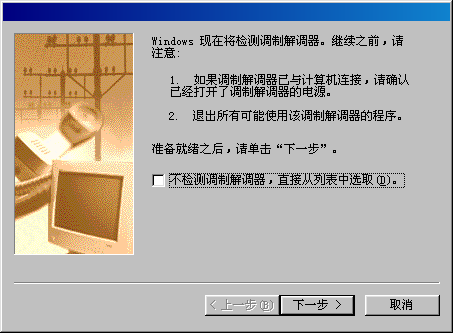 Windows 现在将检测调制解调器。继续之前,请
注意:
1. 如果调制解调器已与计算机连接,请确认
已经打开了调制解调器的电源。
2. 退出所有可能使用该调制解调器的程序。
准备就绪之后,请单击“下一步”。
不检测调制解调器,直接从列表中选取(D)。
< 上一步(B) 下一步 > 取消